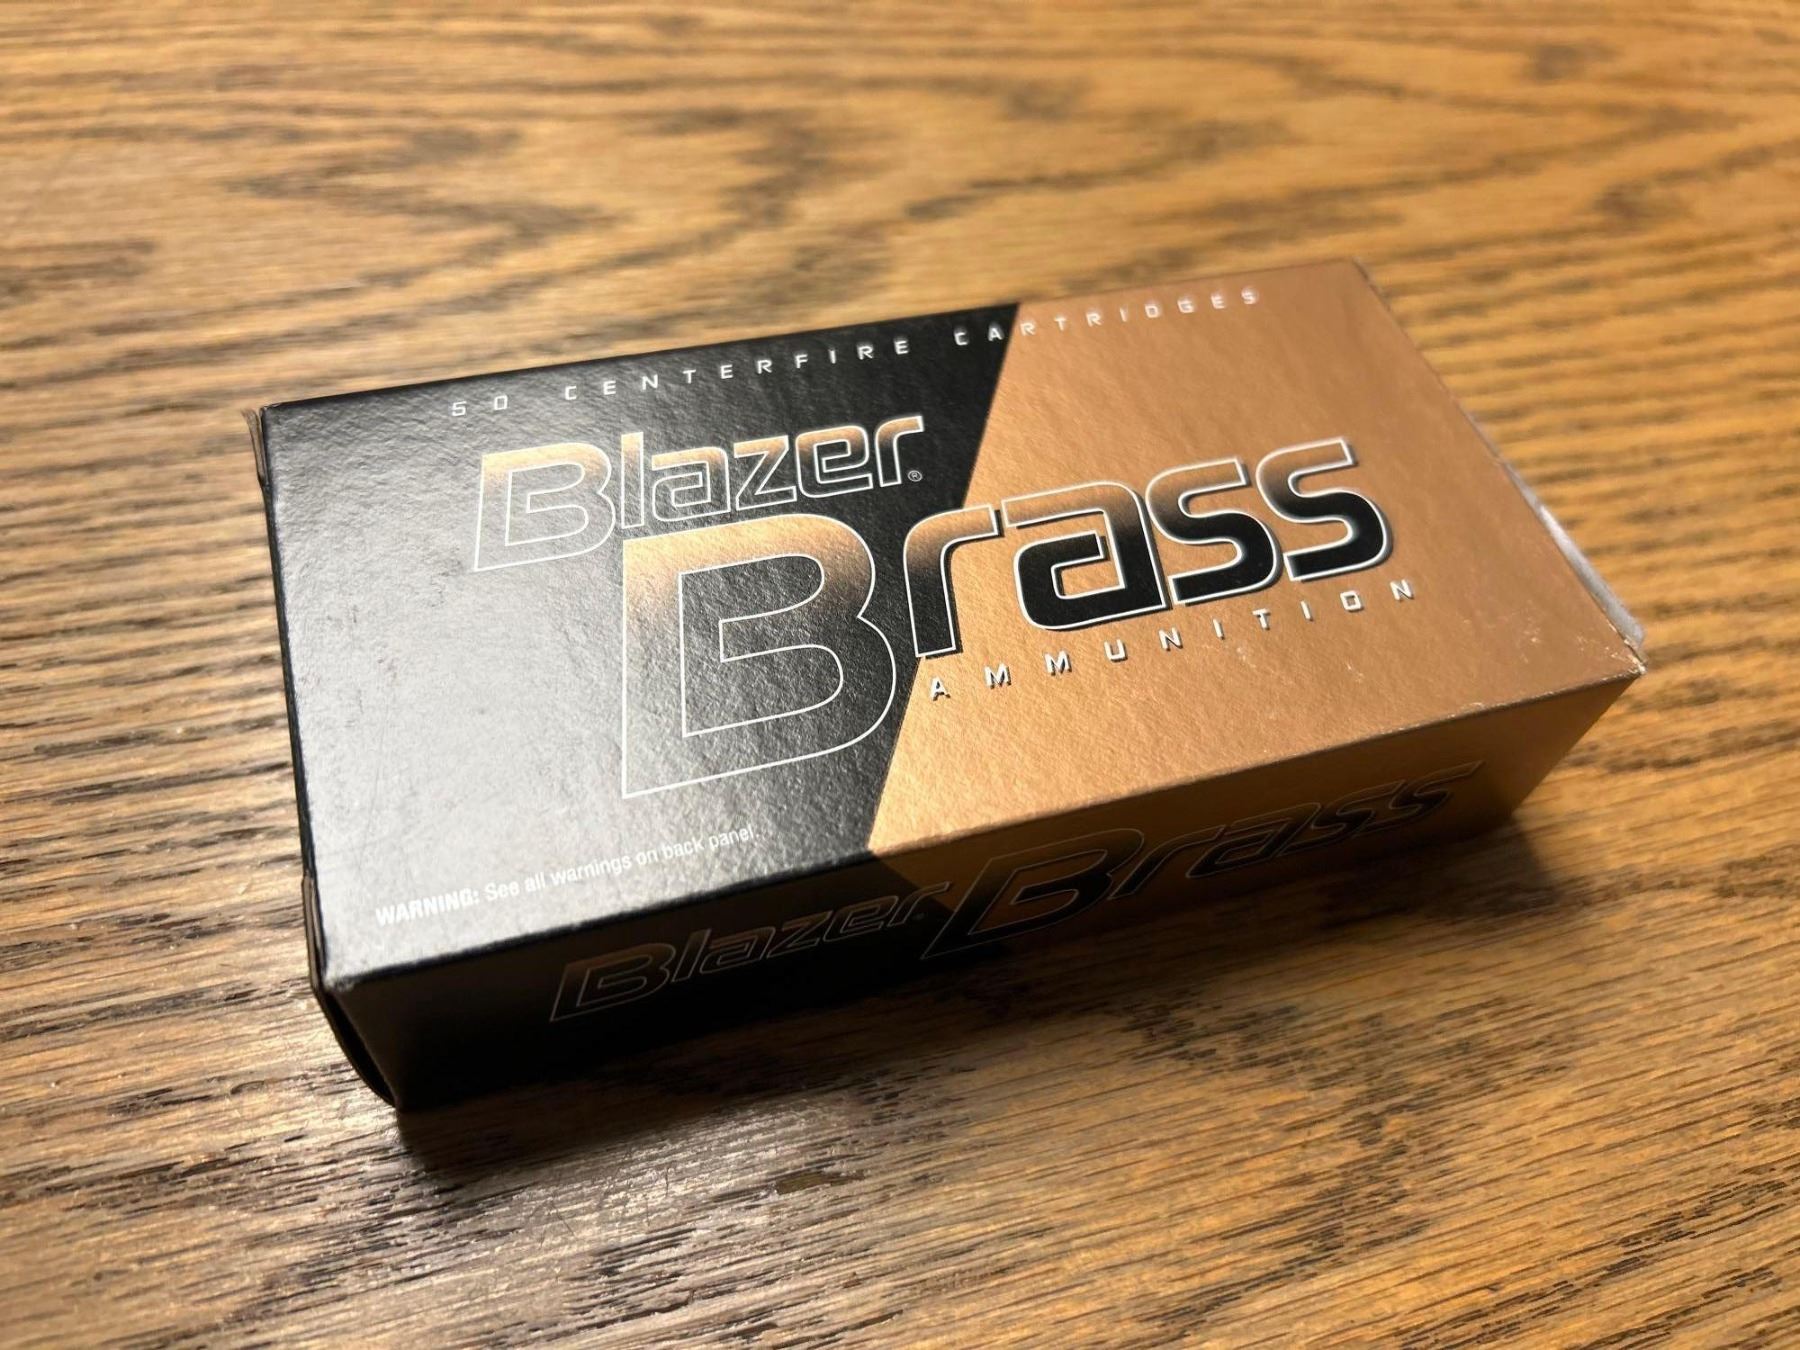 50 CENTERFIRE CARTRIDGES
Blazer®
Brass
AMMUNITION
WARNING: See all warnings on back panel.
Blazer® Brass